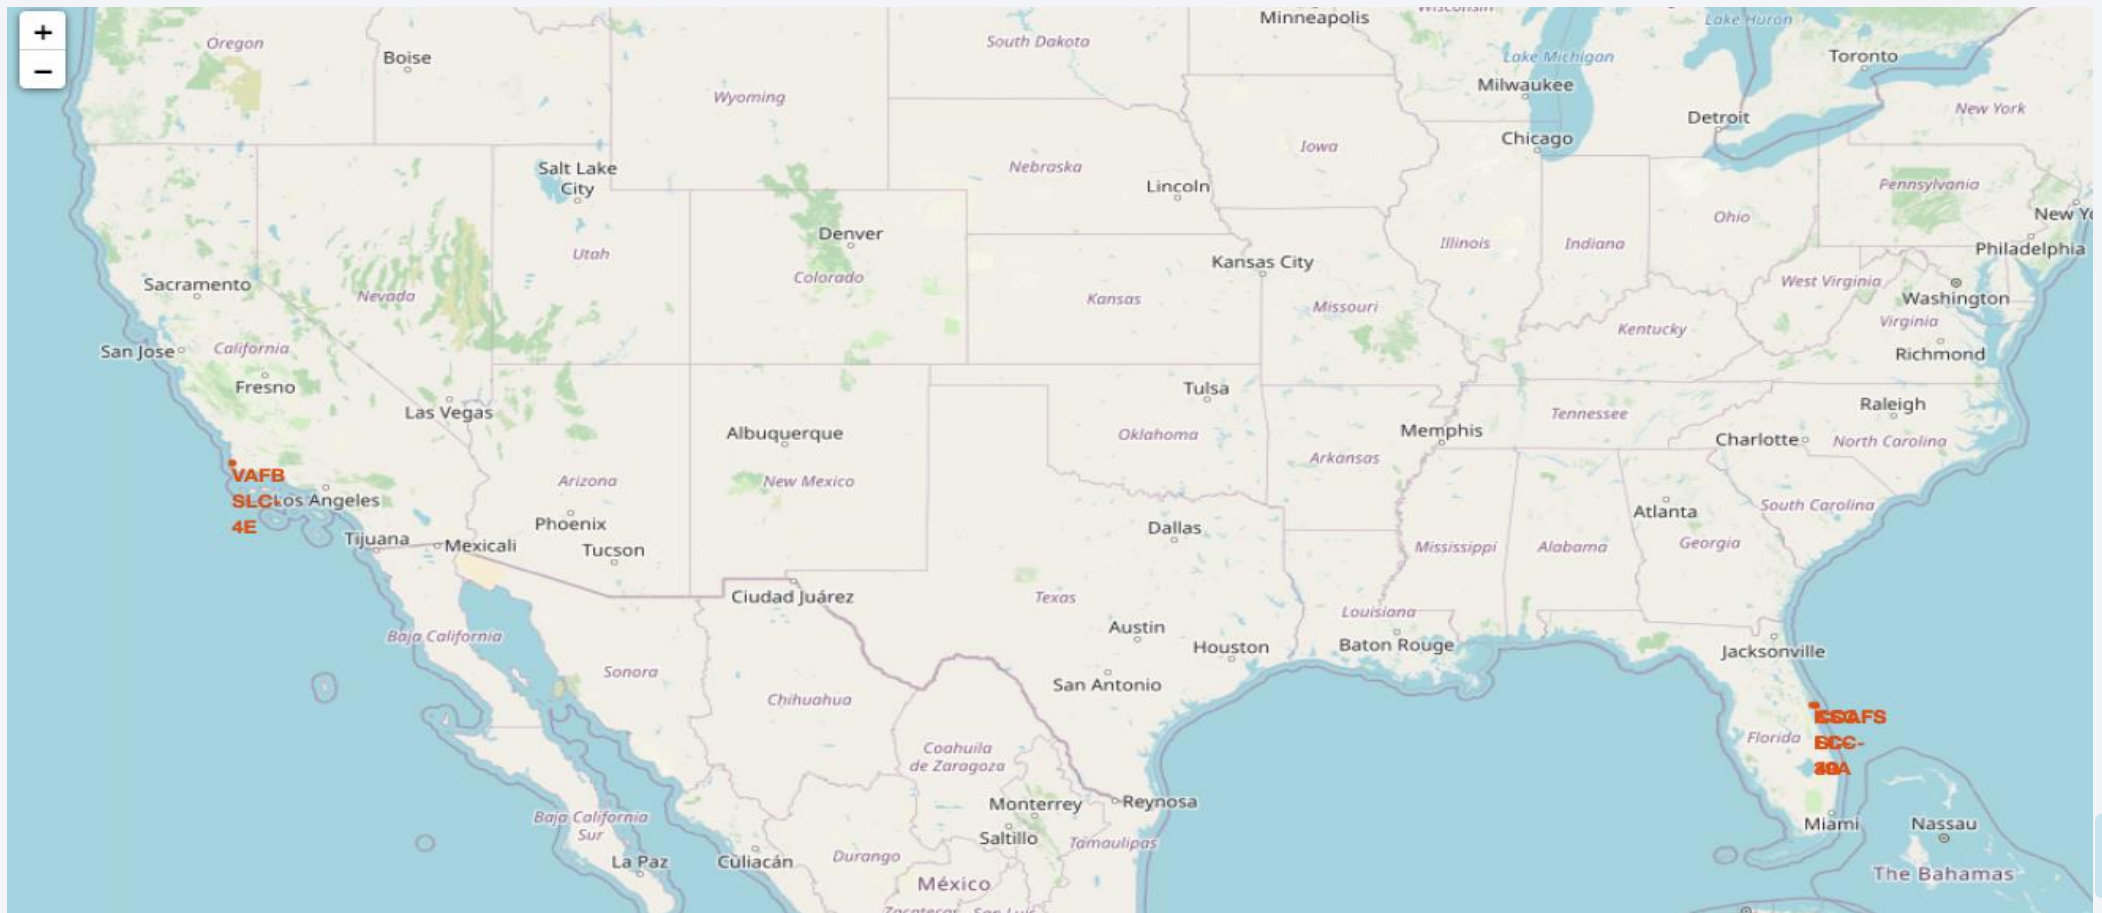 +
−
Oregon
Boise
South Dakota
Minneapolis
Wisconsin
Lake Huron
Lake Michigan
Toronto
Wyoming
Milwaukee
New York
Detroit
Chicago
Iowa
Salt Lake
City
Nebraska
Lincoln
Pennsylvania
Ohio
Denver
Philadelphia
Utah
Colorado
Kansas City
Illinois
Indiana
Sacramento
Nevada
Kansas
Missouri
West Virginia
Washington
Virginia
Kentucky
San Jose
California
Richmond
Fresno
Las Vegas
Tulsa
Raleigh
Albuquerque
Oklahoma
Memphis
Tennessee
Charlotte
North Carolina
Arkansas
VAFB
SLC-
4E
Los Angeles
Arizona
New Mexico
South Carolina
Atlanta
Phoenix
Dallas
Tijuana
Mexicali
Tucson
Mississippi
Alabama
Georgia
Ciudad Juárez
Texas
Louisiana
Baja California
Austin
Houston
Baton Rouge
Jacksonville
Sonora
San Antonio
Chihuahua
Florida
Coahuila
de Zaragoza
Monterrey
Reynosa
Baja California
Sur
Saltillo
Tamaulipas
Miami
Nassau
La Paz
Culiacán
Durango
México
The Bahamas